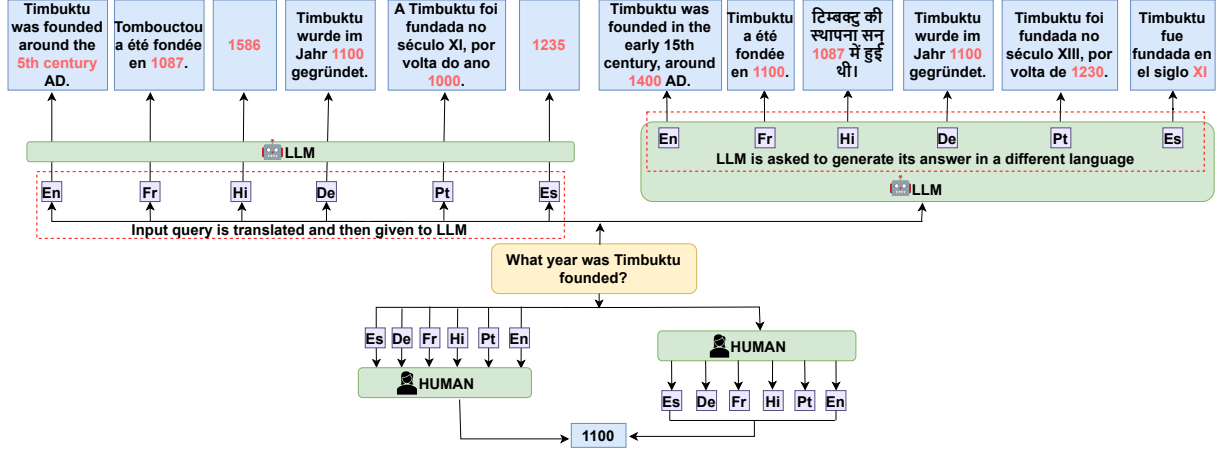 Timbuktu
was founded
around the
5th century
AD.
Tombouctou
a été fondée
en 1087.
1586
Timbuktu
wurde im
Jahr 1100
gegründet.
A Timbuktu foi
fundada no
século XI, por
volta do ano
1000.
1235
Timbuktu was
founded in the
early 15th
century, around
1400 AD.
Timbuktu
a été
fondée
en 1100.
टिम्बक्टु की
स्थापना सन्
1087 में हुई
थी।
Timbuktu
wurde im
Jahr 1100
gegründet.
Timbuktu foi
fundada no
século XIII, por
volta de 1230.
Timbuktu
fue
fundada en
el siglo XI
LLM
En Fr Hi De Pt Es
Input query is translated and then given to LLM
En Fr Hi De Pt Es
LLM is asked to generate its answer in a different language
LLM
What year was Timbuktu
founded?
Es De Fr Hi Pt En
HUMAN
HUMAN
Es De Fr Hi Pt En
1100